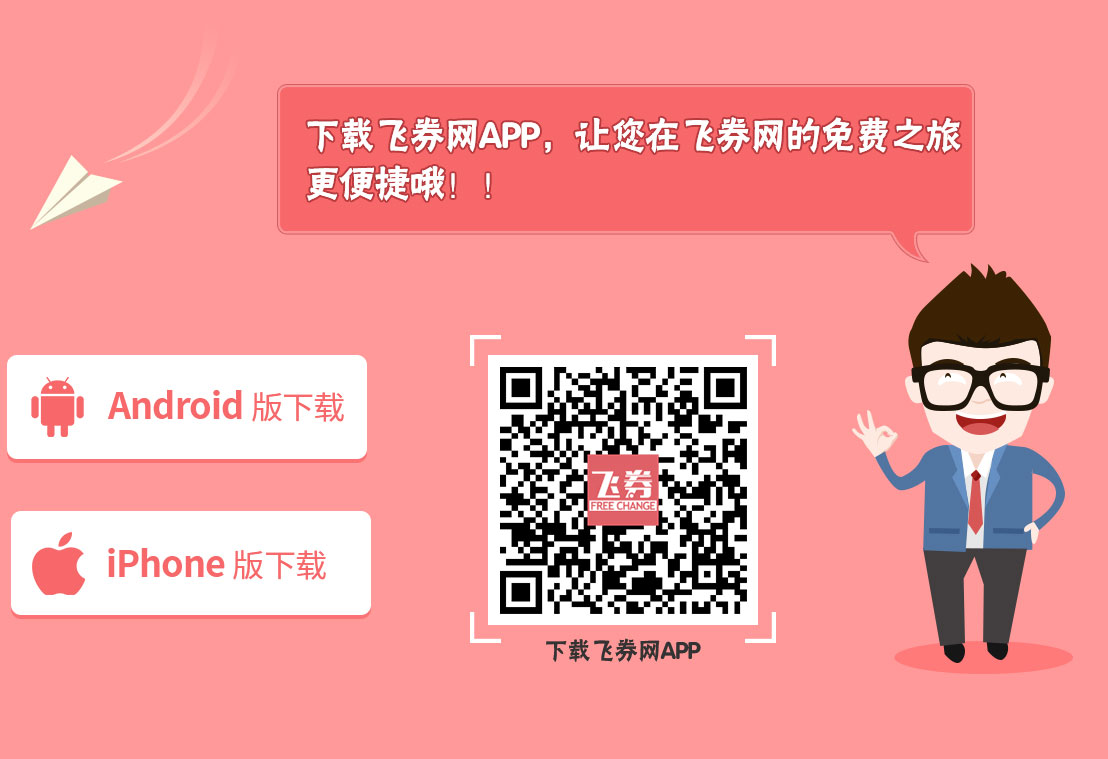 下载飞券网APP，让您在飞券网的免费之旅
更便捷哦！！
Android 版下载
iPhone 版下载
飞券
FREE CHANGE
下载飞券网APP